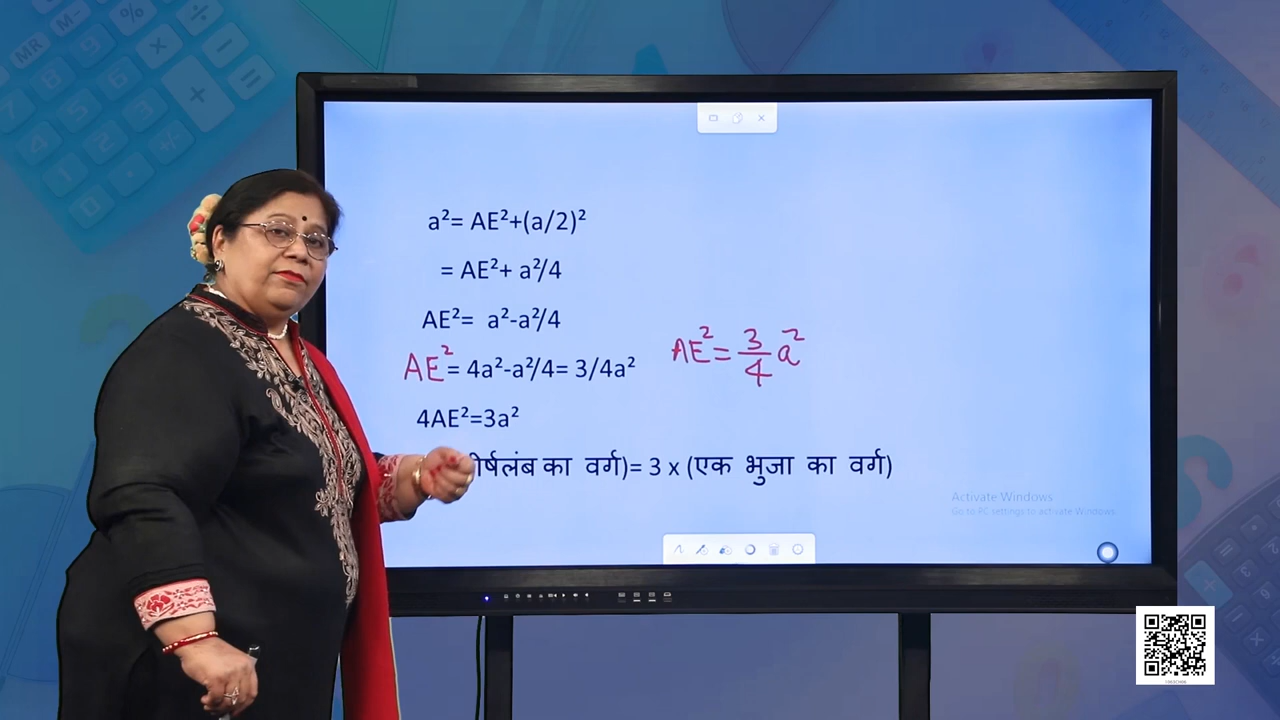 a²= AE²+(a/2)²
= AE²+ a²/4
AE²= a²-a²/4
AE²= 4a²-a²/4= 3/4a²
AE²=3/4 a²
4AE²=3a²
का वर्ग)= 3 x (एक भुजा का वर्ग)
Activate Windows
Go to PC settings to activate Windows.
MR M- %